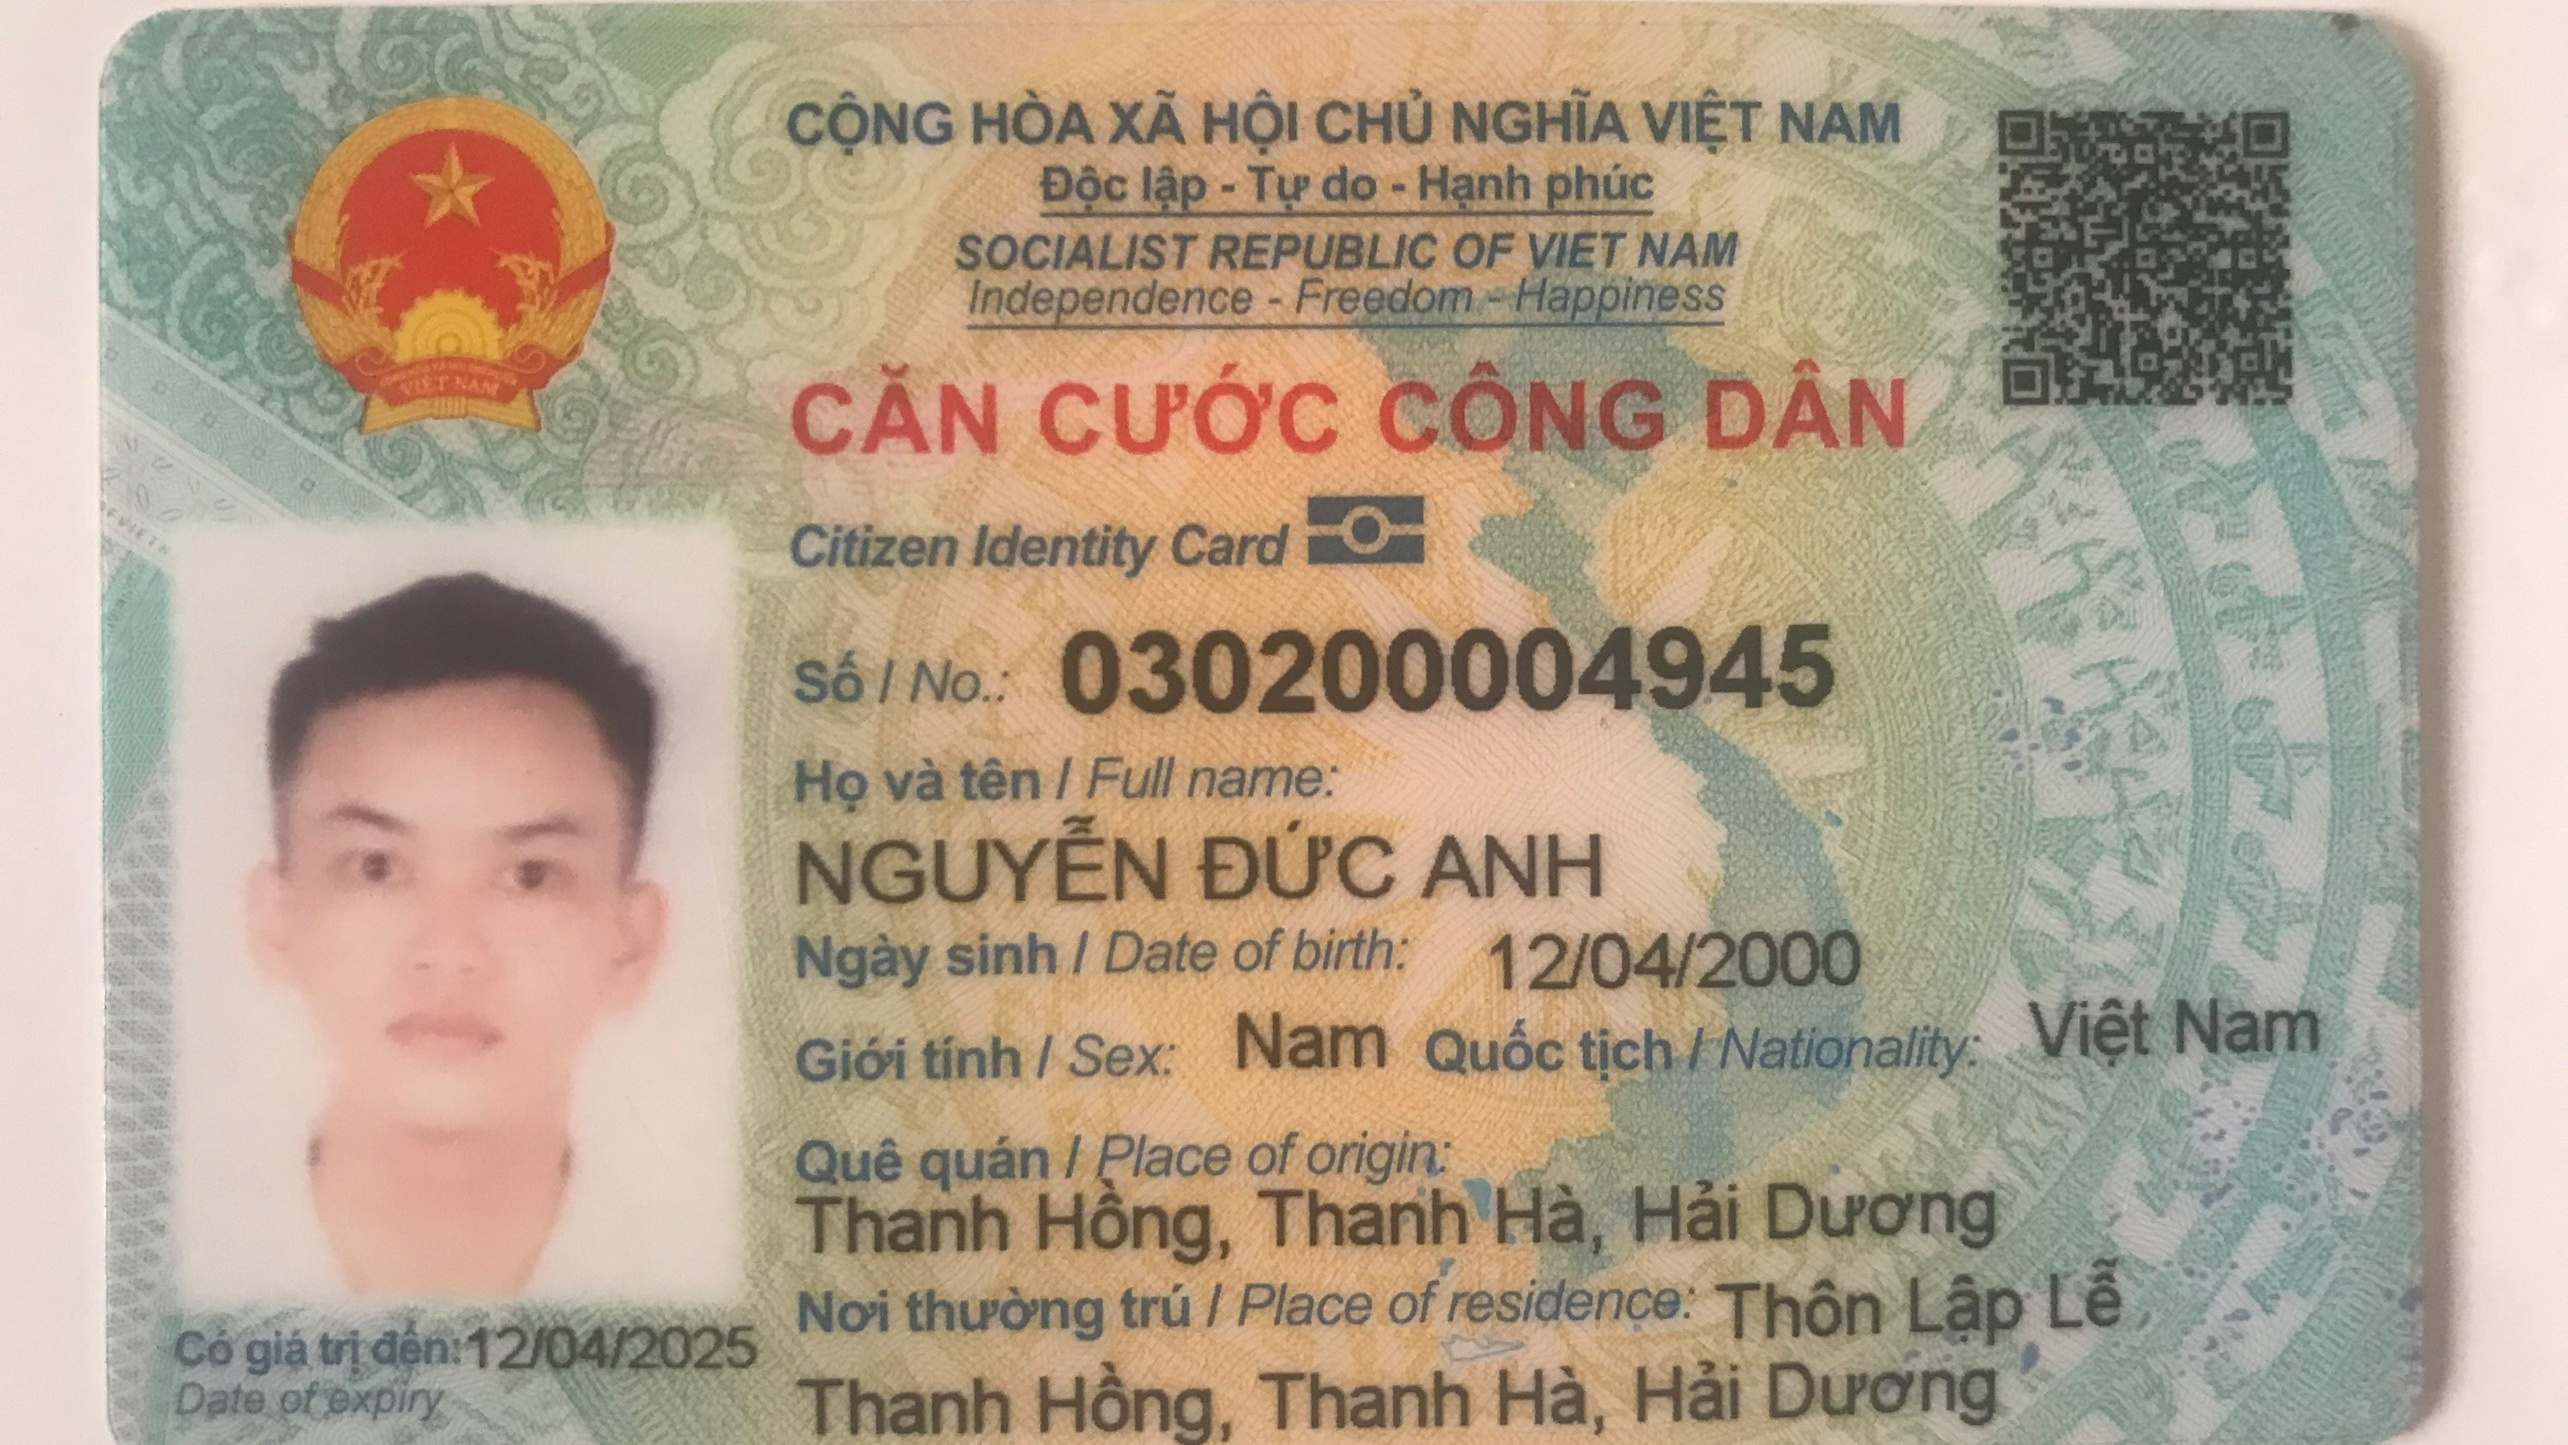 CỘNG HÒA XÃ HỘI CHỦ NGHĨA VIỆT NAM
Độc lập - Tự do - Hạnh phúc
SOCIALIST REPUBLIC OF VIET NAM
Independence - Freedom - Happiness
VIỆT NAM
CĂN CƯỚC CÔNG DÂN
Citizen Identity Card
Số / No.: 030200004945
Họ và tên / Full name:
NGUYỄN ĐỨC ANH
Ngày sinh / Date of birth: 12/04/2000
Giới tính / Sex: Nam Quốc tịch / Nationality: Việt Nam
Quê quán / Place of origin:
Thanh Hồng, Thanh Hà, Hải Dương
Nơi thường trú / Place of residence: Thôn Lập Lễ
Thanh Hồng, Thanh Hà, Hải Dương
Có giá trị đến: 12/04/2025
Date of expiry